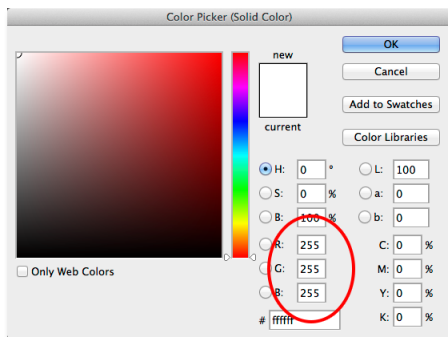 Color Picker (Solid Color)
new
current
OK
Cancel
Add to Swatches
Color Libraries
H: 0 °
S: 0 %
B: 100 %
R: 255
G: 255
B: 255
# ffffff
L: 100
a: 0
b: 0
C: 0 %
M: 0 %
Y: 0 %
K: 0 %
Only Web Colors